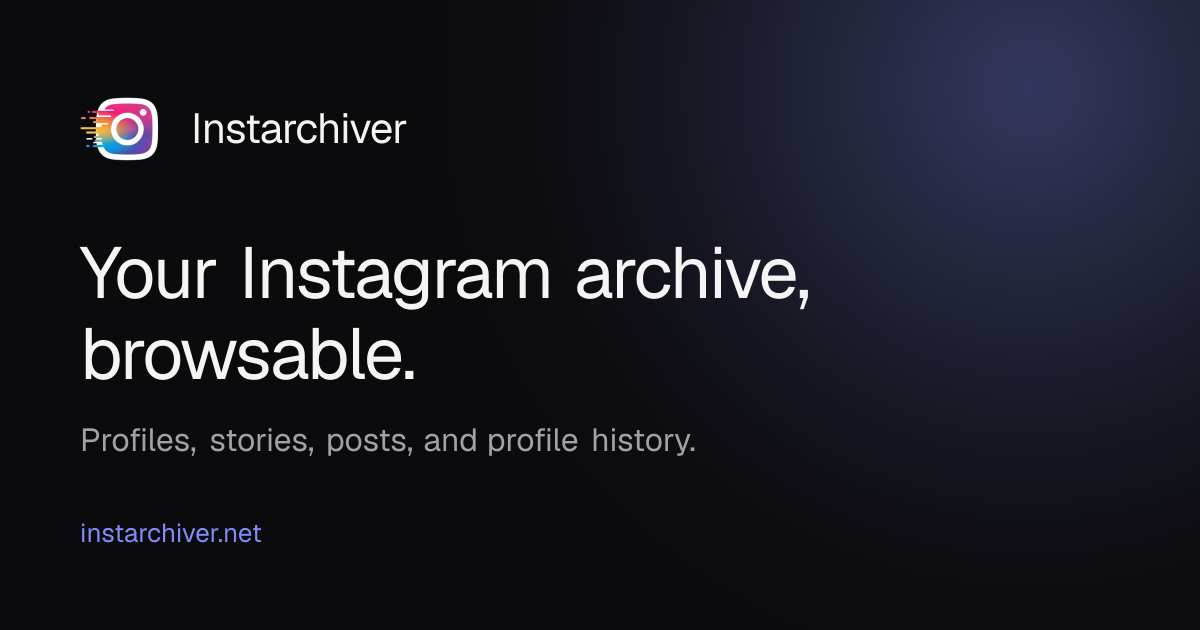 Instarchiver
Your Instagram archive,
browsable.
Profiles, stories, posts, and profile history.
instarchiver.net